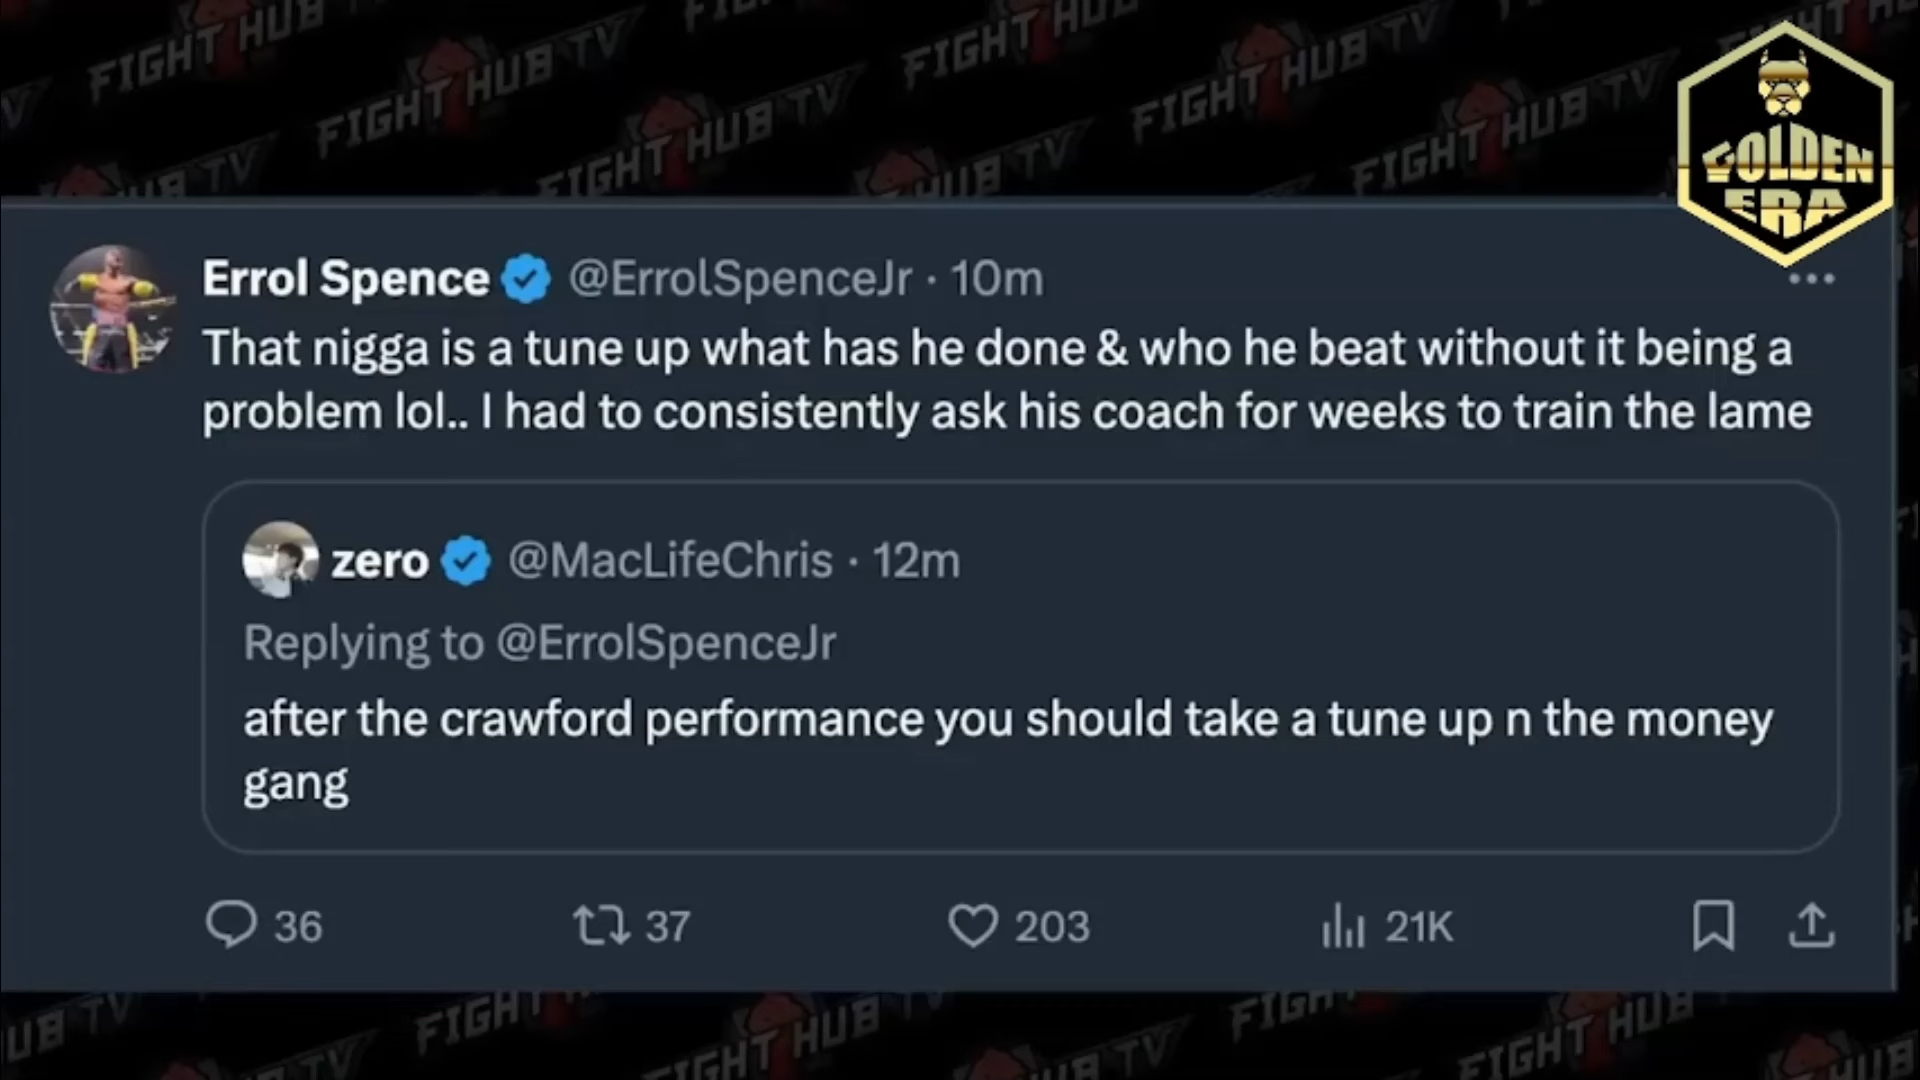 FIGHT HUB TV
GOLDEN
ERA
Errol Spence @ErrolSpenceJr · 10m
That nigga is a tune up what has he done & who he beat without it being a
problem lol.. I had to consistently ask his coach for weeks to train the lame
zero @MacLifeChris · 12m
Replying to @ErrolSpenceJr
after the crawford performance you should take a tune up n the money
gang
36 37 203 21K